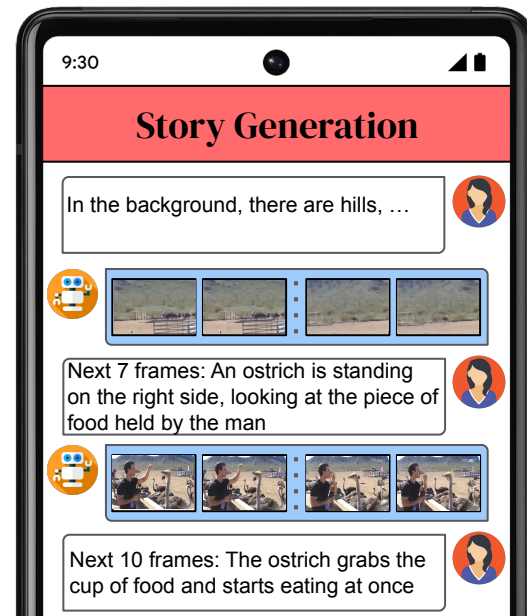 9:30
Story Generation
In the background, there are hills, …
Next 7 frames: An ostrich is standing
on the right side, looking at the piece of
food held by the man
Next 10 frames: The ostrich grabs the
cup of food and starts eating at once